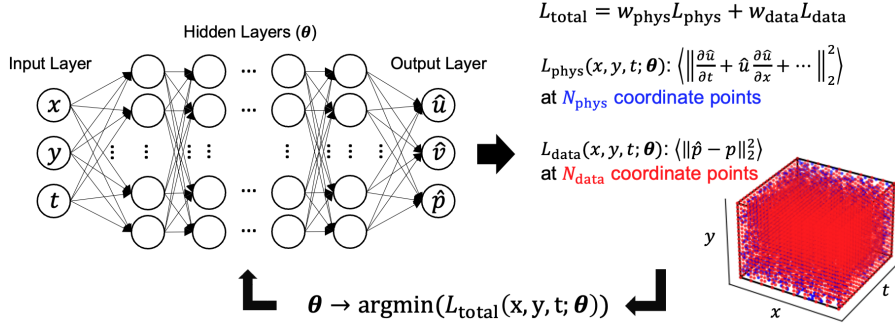 Hidden Layers (θ)
Input Layer
Output Layer
x
y
t
...
...
...
...
û
v̂
p̂
L_total = w_phys L_phys + w_data L_data
L_phys(x, y, t; θ): ⟨‖∂û/∂t + û ∂û/∂x + ⋯‖₂²⟩
at N_phys coordinate points
L_data(x, y, t; θ): ⟨‖p̂ − p‖₂²⟩
at N_data coordinate points
y
x
t
θ → argmin(L_total(x, y, t; θ))